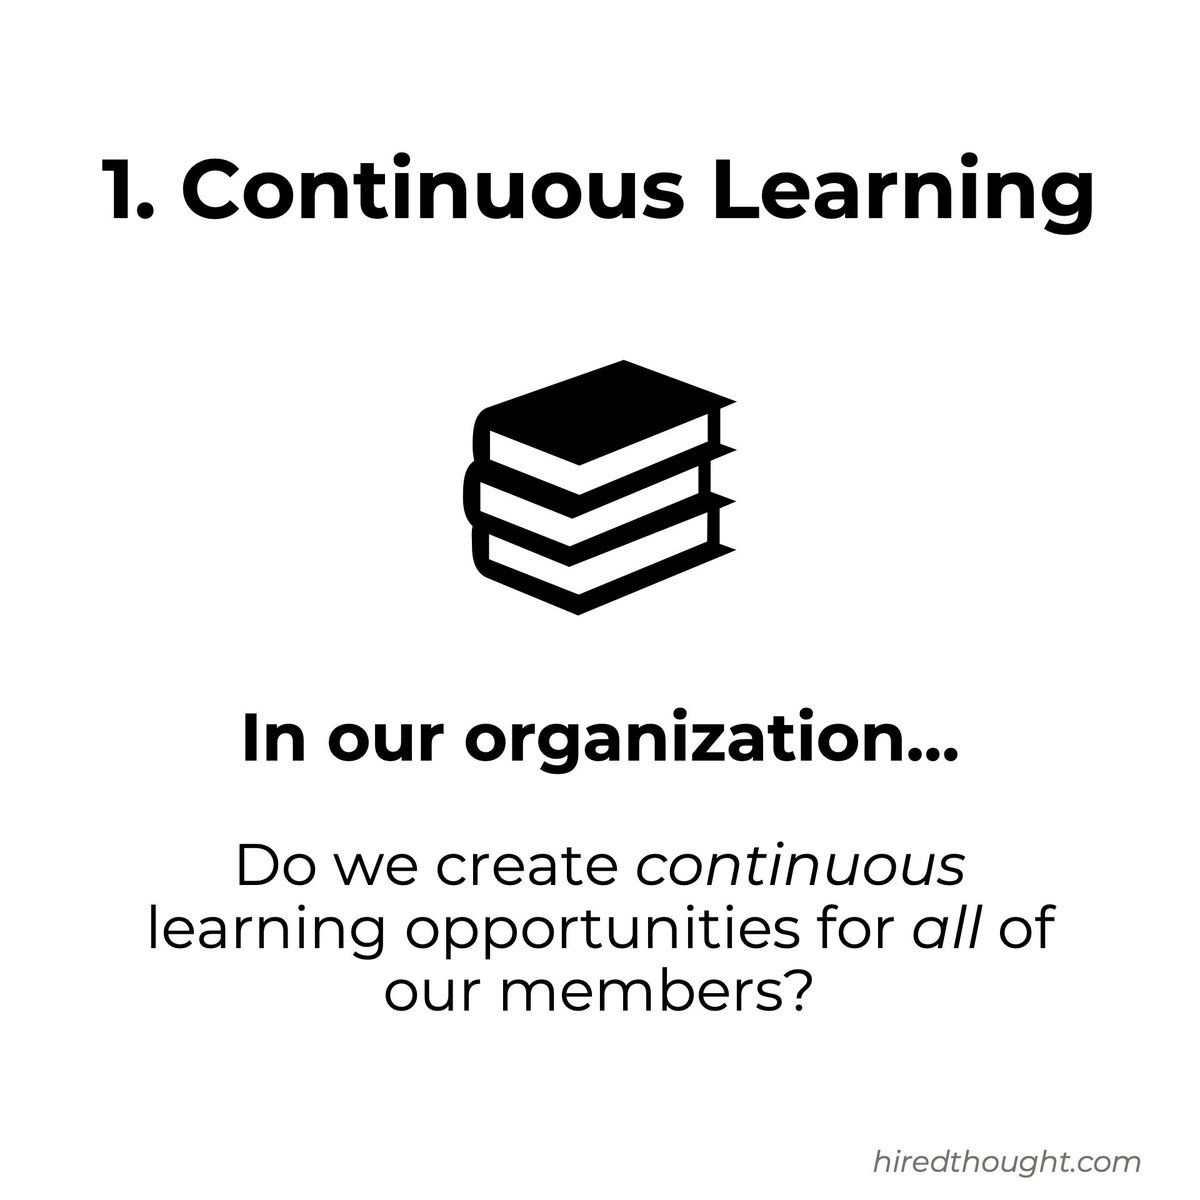 1. Continuous Learning
In our organization...
Do we create continuous
learning opportunities for all of
our members?
hiredthought.com